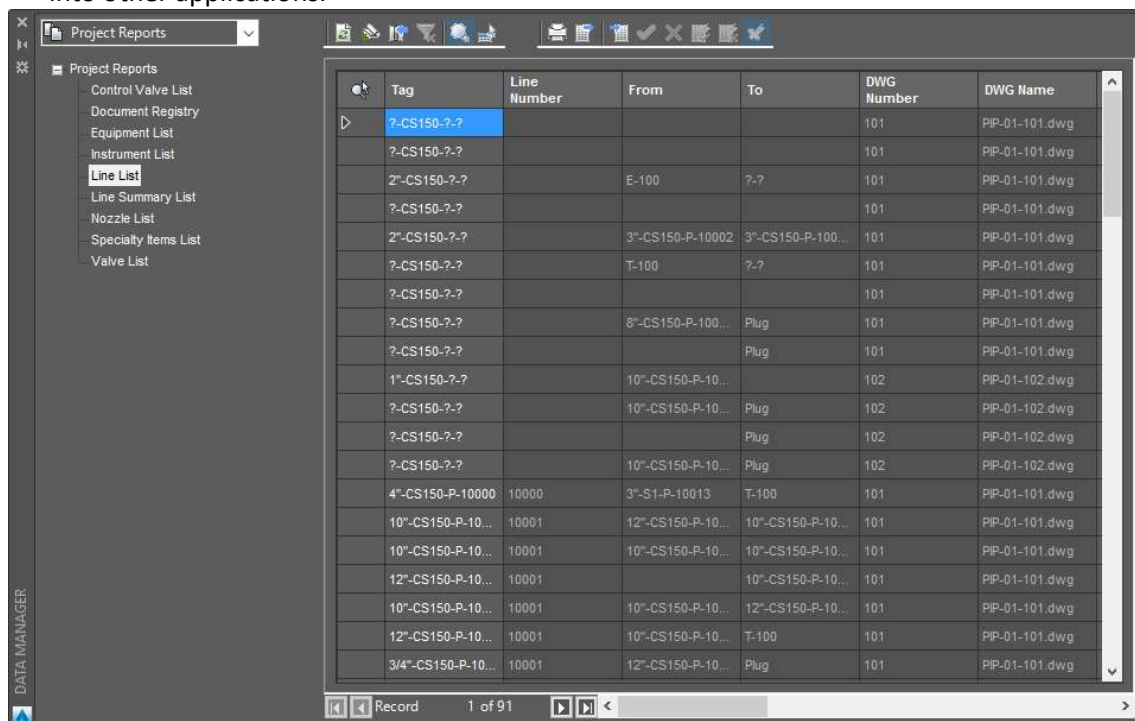 into other applications.
Project Reports
Project Reports
Control Valve List
Document Registry
Equipment List
Instrument List
Line List
Line Summary List
Nozzle List
Specialty Items List
Valve List
DATA MANAGER
Tag Line Number From To DWG Number DWG Name
?-CS150-?-? 101 PIP-01-101.dwg
?-CS150-?-? 101 PIP-01-101.dwg
2"-CS150-?-? E-100 ?-? 101 PIP-01-101.dwg
?-CS150-?-? 101 PIP-01-101.dwg
2"-CS150-?-? 3"-CS150-P-10002 3"-CS150-P-100... 101 PIP-01-101.dwg
?-CS150-?-? T-100 ?-? 101 PIP-01-101.dwg
?-CS150-?-? 101 PIP-01-101.dwg
?-CS150-?-? 8"-CS150-P-100... Plug 101 PIP-01-101.dwg
?-CS150-?-? Plug 101 PIP-01-101.dwg
1"-CS150-?-? 10"-CS150-P-10... 102 PIP-01-102.dwg
?-CS150-?-? 10"-CS150-P-10... Plug 102 PIP-01-102.dwg
?-CS150-?-? Plug 102 PIP-01-102.dwg
?-CS150-?-? 10"-CS150-P-10... Plug 102 PIP-01-102.dwg
4"-CS150-P-10000 10000 3"-S1-P-10013 T-100 101 PIP-01-101.dwg
10"-CS150-P-10... 10001 12"-CS150-P-10... 10"-CS150-P-10... 101 PIP-01-101.dwg
10"-CS150-P-10... 10001 10"-CS150-P-10... 10"-CS150-P-10... 101 PIP-01-101.dwg
12"-CS150-P-10... 10001 10"-CS150-P-10... 101 PIP-01-101.dwg
10"-CS150-P-10... 10001 10"-CS150-P-10... 12"-CS150-P-10... 101 PIP-01-101.dwg
12"-CS150-P-10... 10001 10"-CS150-P-10... T-100 101 PIP-01-101.dwg
3/4"-CS150-P-10... 10001 12"-CS150-P-10... Plug 101 PIP-01-101.dwg
Record 1 of 91